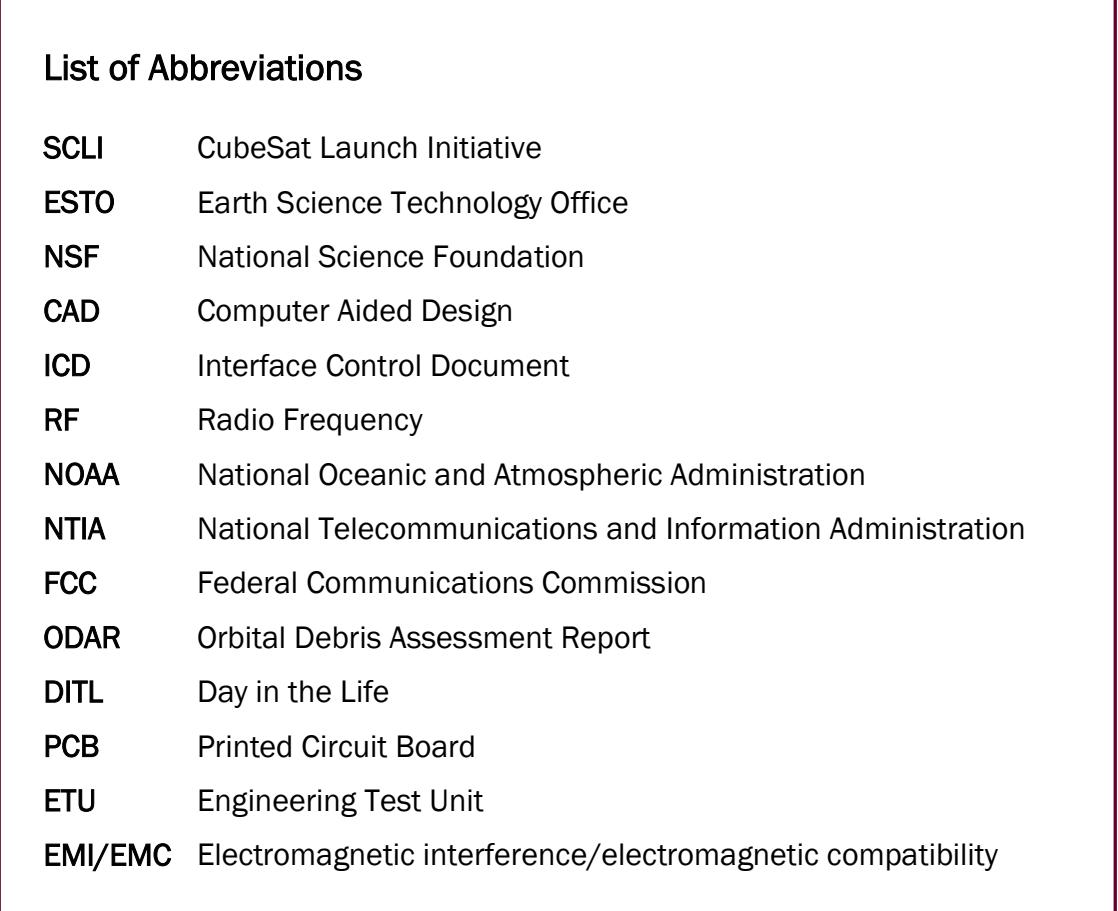 List of Abbreviations
SCLI CubeSat Launch Initiative
ESTO Earth Science Technology Office
NSF National Science Foundation
CAD Computer Aided Design
ICD Interface Control Document
RF Radio Frequency
NOAA National Oceanic and Atmospheric Administration
NTIA National Telecommunications and Information Administration
FCC Federal Communications Commission
ODAR Orbital Debris Assessment Report
DITL Day in the Life
PCB Printed Circuit Board
ETU Engineering Test Unit
EMI/EMC Electromagnetic interference/electromagnetic compatibility